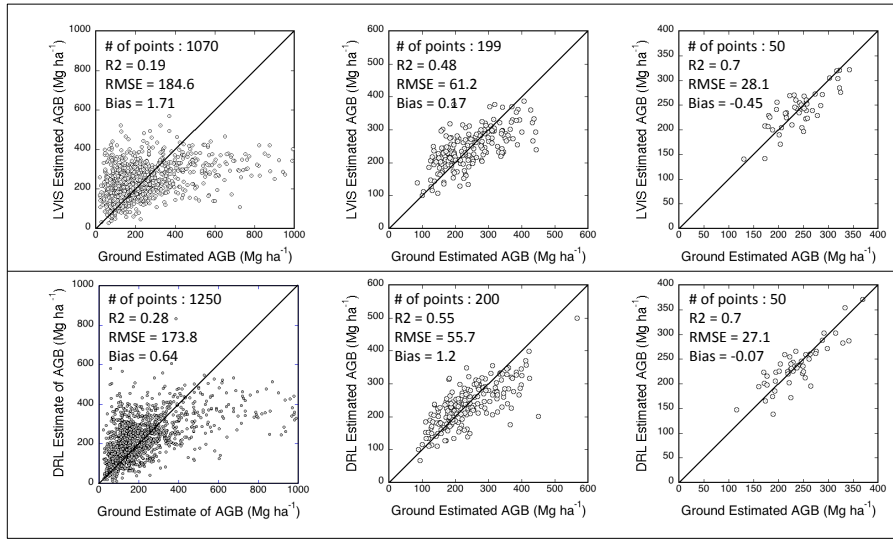 # of points : 1070
R2 = 0.19
RMSE = 184.6
Bias = 1.71
LVIS Estimated AGB (Mg ha-1)
1000
800
600
400
200
0
0 200 400 600 800 1000
Ground Estimated AGB (Mg ha-1)
# of points : 199
R2 = 0.48
RMSE = 61.2
Bias = 0.17
LVIS Estimated AGB (Mg ha-1)
600
500
400
300
200
100
0
0 100 200 300 400 500 600
Ground Estimated AGB (Mg ha-1)
# of points : 50
R2 = 0.7
RMSE = 28.1
Bias = -0.45
LVIS Estimated AGB (Mg ha-1)
400
350
300
250
200
150
100
50
0
0 50 100 150 200 250 300 350 400
Ground Estimated AGB (Mg ha-1)
# of points : 1250
R2 = 0.28
RMSE = 173.8
Bias = 0.64
DRL Estimate of AGB (Mg ha-1)
1000
800
600
400
200
0
0 200 400 600 800 1000
Ground Estimate of AGB (Mg ha-1)
# of points : 200
R2 = 0.55
RMSE = 55.7
Bias = 1.2
DRL Estimated AGB (Mg ha-1)
600
500
400
300
200
100
0
0 100 200 300 400 500 600
Ground Estimated AGB (Mg ha-1)
# of points : 50
R2 = 0.7
RMSE = 27.1
Bias = -0.07
DRL Estimated AGB (Mg ha-1)
400
350
300
250
200
150
100
50
0
0 50 100 150 200 250 300 350 400
Ground Estimated AGB (Mg ha-1)